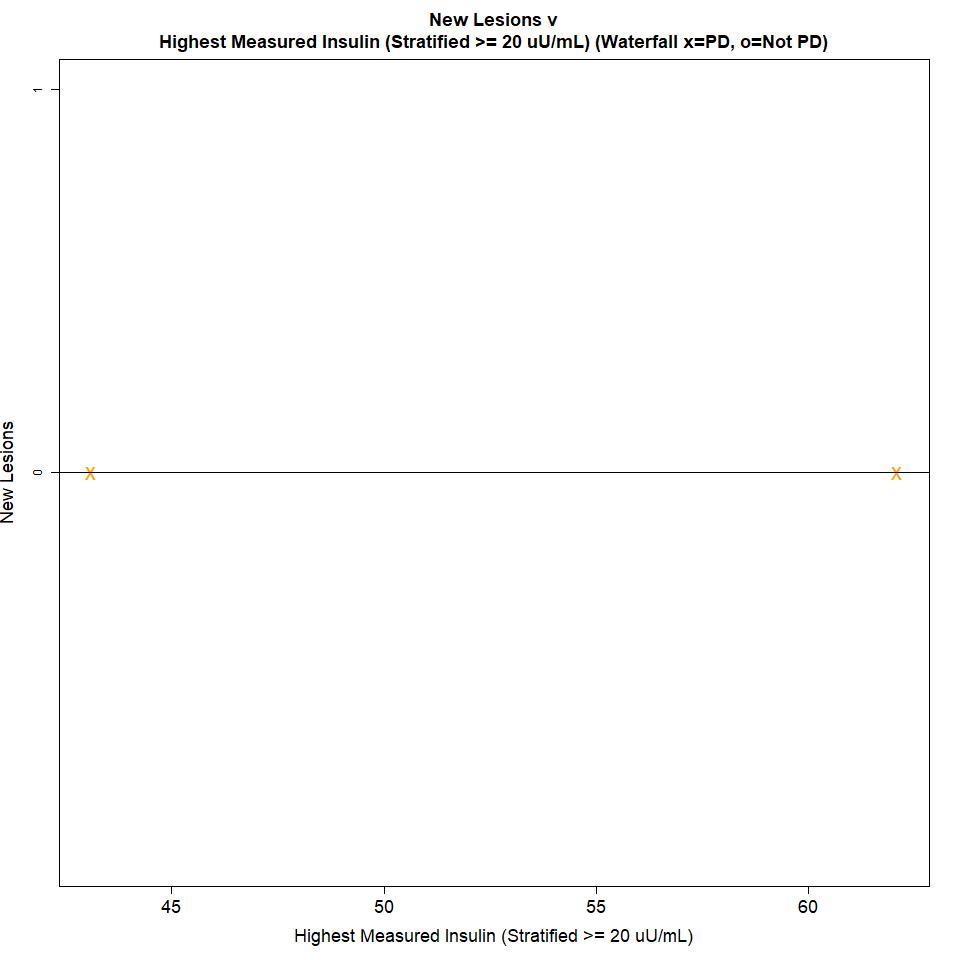 New Lesions v
Highest Measured Insulin (Stratified >= 20 uU/mL) (Waterfall x=PD, o=Not PD)
1
New Lesions
0
X
X
45
50
55
60
Highest Measured Insulin (Stratified >= 20 uU/mL)